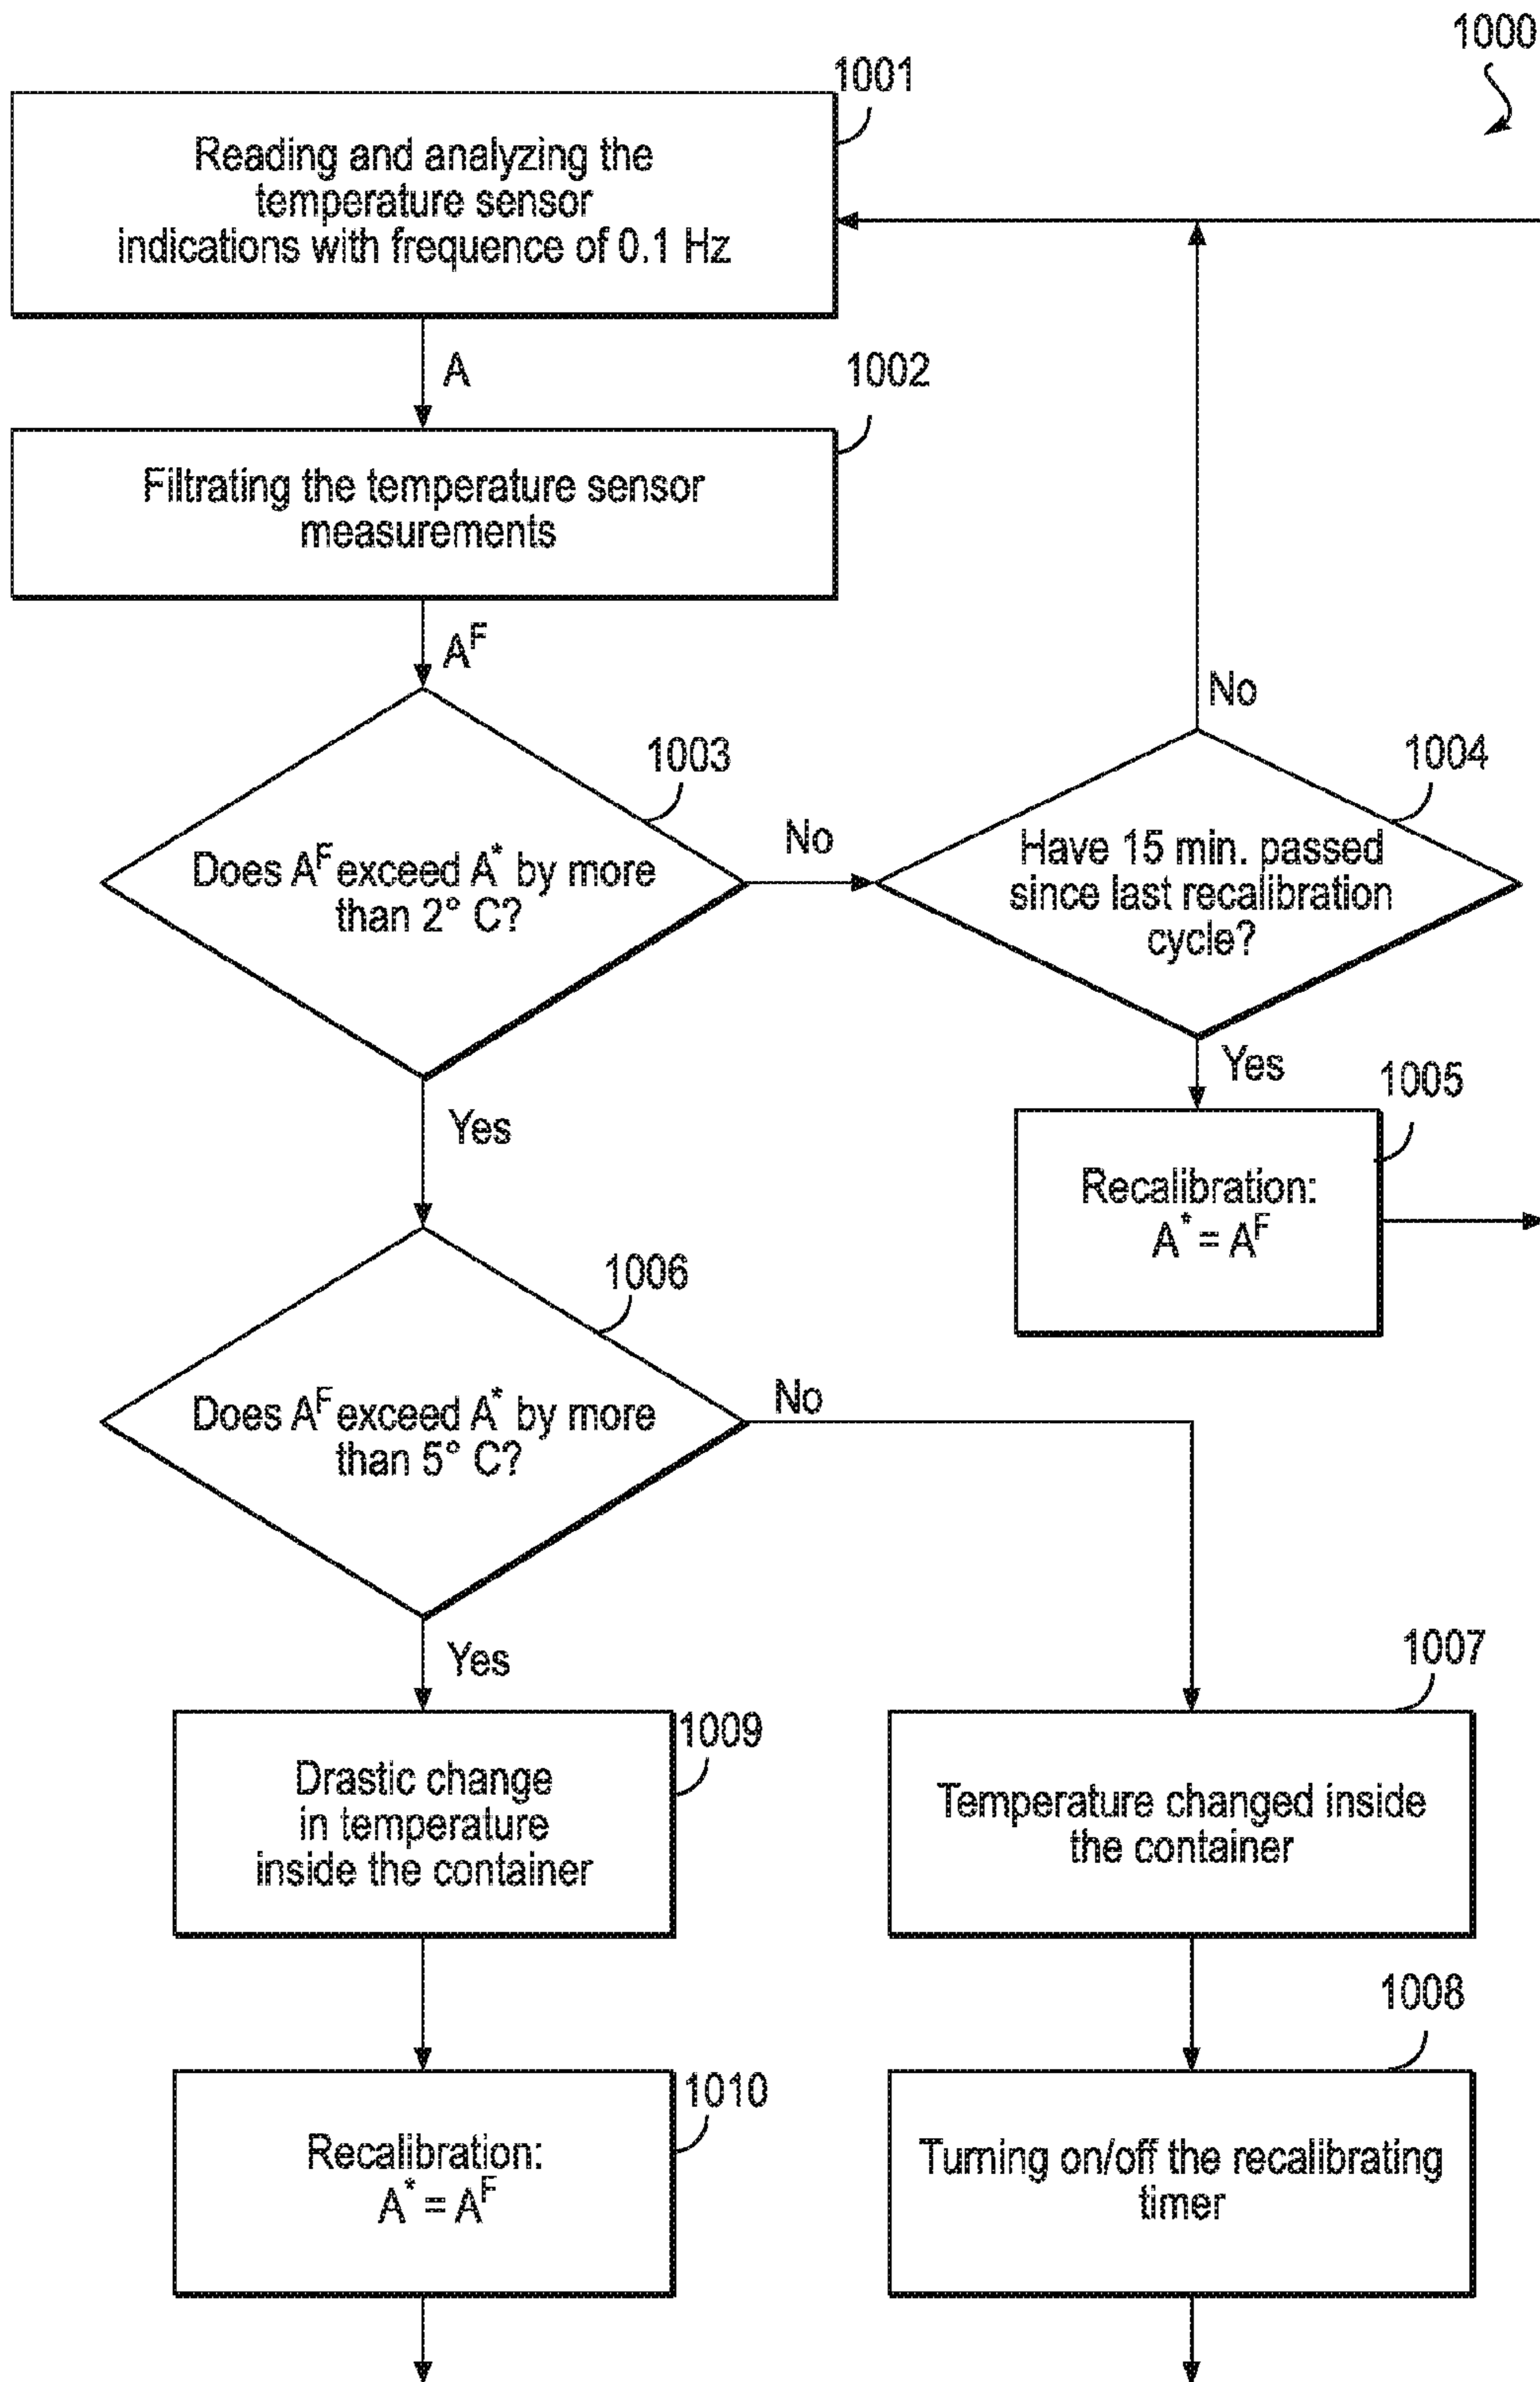 1000
1001
Reading and analyzing the
temperature sensor
indications with frequence of 0.1 Hz
A
1002
Filtrating the temperature sensor
measurements
A^F
1003
Does A^F exceed A* by more
than 2° C?
No
No
1004
Have 15 min. passed
since last recalibration
cycle?
Yes
1005
Recalibration:
A* = A^F
Yes
1006
Does A^F exceed A* by more
than 5° C?
No
Yes
1009
Drastic change
in temperature
inside the container
1007
Temperature changed inside
the container
1010
Recalibration:
A* = A^F
1008
Turning on/off the recalibrating
timer